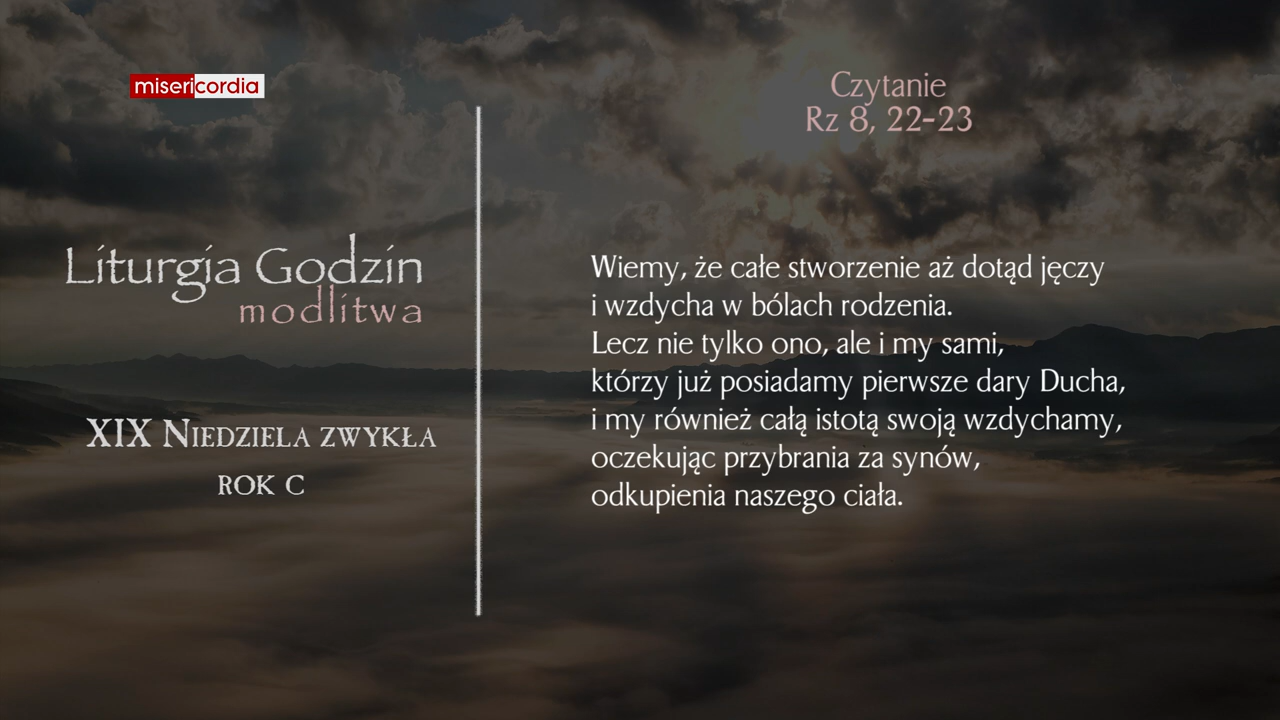 misericordia
Liturgia Godzin
modlitwa
XIX Niedziela zwykła
rok C
Czytanie
Rz 8, 22-23
Wiemy, że całe stworzenie aż dotąd jęczy
i wzdycha w bólach rodzenia.
Lecz nie tylko ono, ale i my sami,
którzy już posiadamy pierwsze dary Ducha,
i my również całą istotą swoją wzdychamy,
oczekując przybrania za synów,
odkupienia naszego ciała.